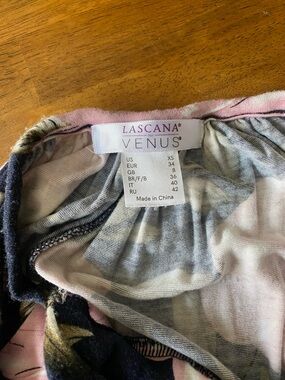 LASCANA®
VENUS®
US XS
EUR 34
GB 8
BR/F/B 36
IT 40
RU 42
Made in China